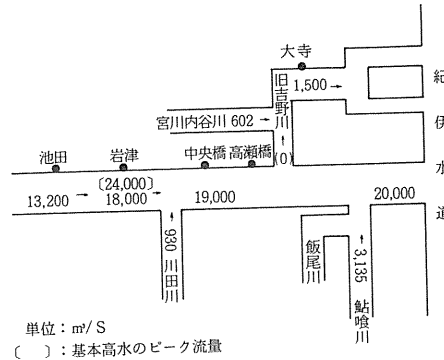 大寺
旧吉野川
1,500 →
紀伊水道
宮川内谷川 602 →
(0)
池田
岩津
中央橋
高瀬橋
〔24,000〕
13,200 →
18,000 →
19,000
20,000
930 川田川
飯尾川
3,135
鮎喰川
単位：m³/S
〔　〕：基本高水のピーク流量